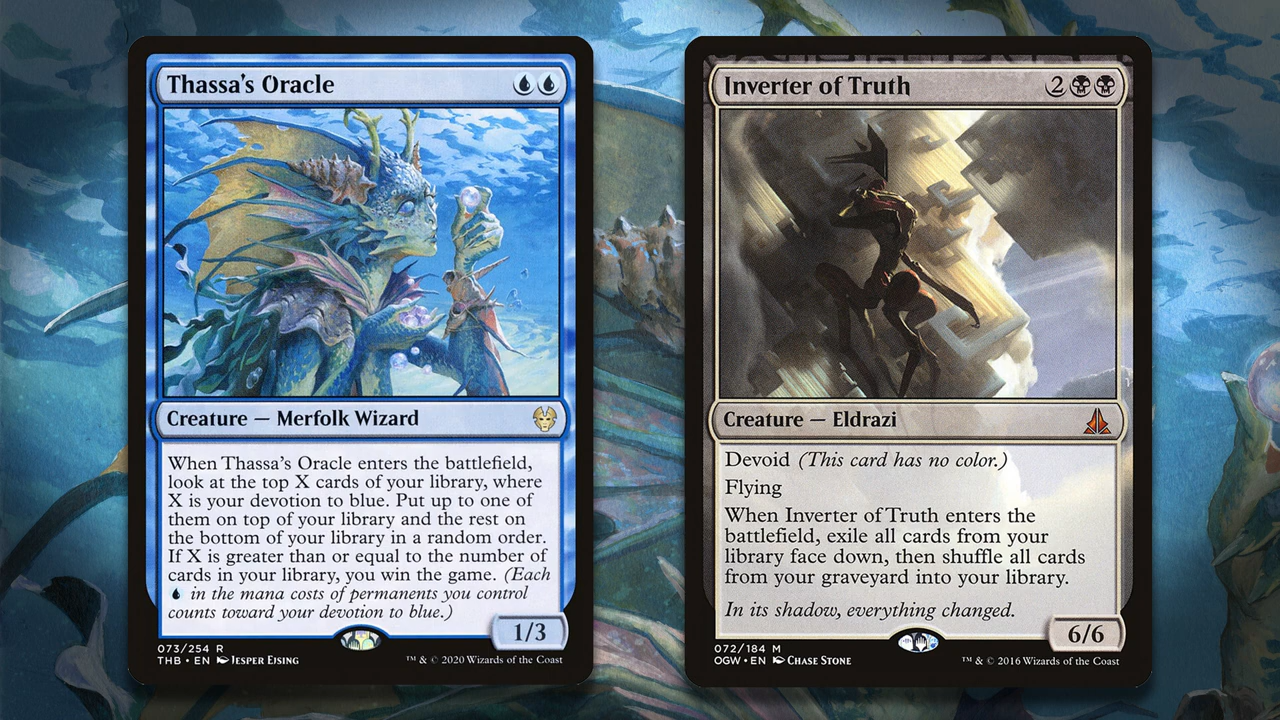 Thassa's Oracle
Creature — Merfolk Wizard
When Thassa's Oracle enters the battlefield,
look at the top X cards of your library, where
X is your devotion to blue. Put up to one of
them on top of your library and the rest on
the bottom of your library in a random order.
If X is greater than or equal to the number of
cards in your library, you win the game. (Each
in the mana costs of permanents you control
counts toward your devotion to blue.)
1/3
073/254 R
THB • EN JESPER EISING
™ & © 2020 Wizards of the Coast
Inverter of Truth
2
Creature — Eldrazi
Devoid (This card has no color.)
Flying
When Inverter of Truth enters the
battlefield, exile all cards from your
library face down, then shuffle all cards
from your graveyard into your library.
In its shadow, everything changed.
6/6
072/184 M
OGW • EN CHASE STONE
™ & © 2016 Wizards of the Coast